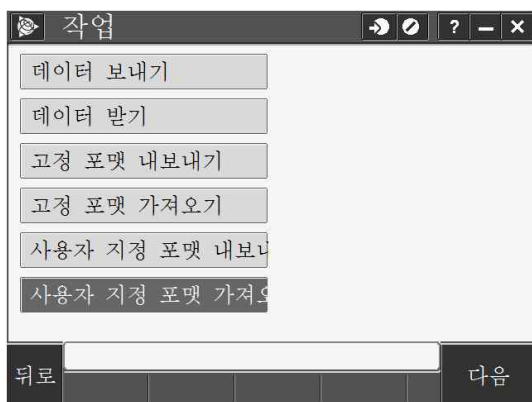 작업
? – ×
데이터 보내기
데이터 받기
고정 포맷 내보내기
고정 포맷 가져오기
사용자 지정 포맷 내보내
사용자 지정 포맷 가져오
뒤로
다음